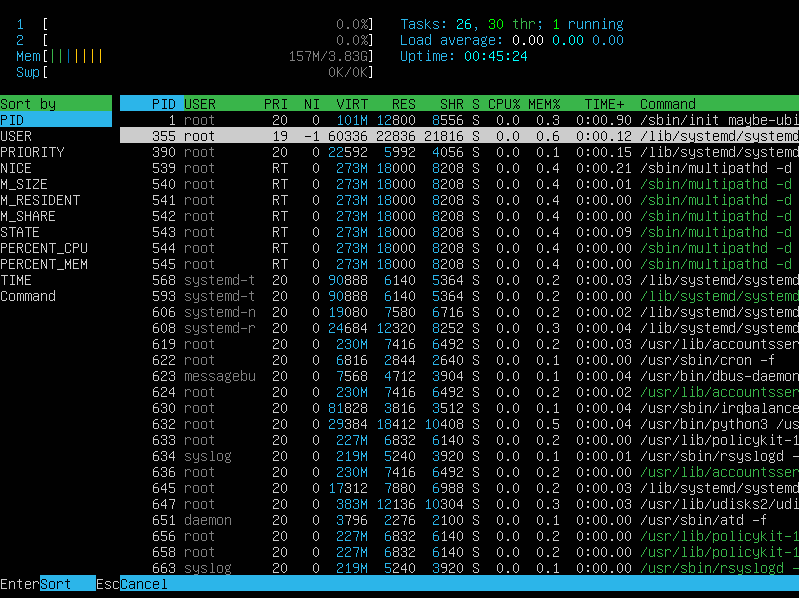 1 [ 0.0%] Tasks: 26, 30 thr; 1 running
2 [ 0.0%] Load average: 0.00 0.00 0.00
Mem[||||||| 157M/3.83G] Uptime: 00:45:24
Swp[ 0K/0K]
Sort by PID USER PRI NI VIRT RES SHR S CPU% MEM% TIME+ Command
PID 1 root 20 0 101M 12800 8556 S 0.0 0.3 0:00.90 /sbin/init maybe-ubi
USER 355 root 19 -1 60336 22836 21816 S 0.0 0.6 0:00.12 /lib/systemd/systemd
PRIORITY 390 root 20 0 22592 5992 4056 S 0.0 0.1 0:00.15 /lib/systemd/systemd
NICE 539 root RT 0 273M 18000 8208 S 0.0 0.4 0:00.21 /sbin/multipathd -d
M_SIZE 540 root RT 0 273M 18000 8208 S 0.0 0.4 0:00.01 /sbin/multipathd -d
M_RESIDENT 541 root RT 0 273M 18000 8208 S 0.0 0.4 0:00.00 /sbin/multipathd -d
M_SHARE 542 root RT 0 273M 18000 8208 S 0.0 0.4 0:00.00 /sbin/multipathd -d
STATE 543 root RT 0 273M 18000 8208 S 0.0 0.4 0:00.09 /sbin/multipathd -d
PERCENT_CPU 544 root RT 0 273M 18000 8208 S 0.0 0.4 0:00.00 /sbin/multipathd -d
PERCENT_MEM 545 root RT 0 273M 18000 8208 S 0.0 0.4 0:00.00 /sbin/multipathd -d
TIME 568 systemd-t 20 0 90888 6140 5364 S 0.0 0.2 0:00.03 /lib/systemd/systemd
Command 593 systemd-t 20 0 90888 6140 5364 S 0.0 0.2 0:00.00 /lib/systemd/systemd
606 systemd-n 20 0 19080 7580 6716 S 0.0 0.2 0:00.02 /lib/systemd/systemd
608 systemd-r 20 0 24684 12320 8252 S 0.0 0.3 0:00.04 /lib/systemd/systemd
619 root 20 0 230M 7416 6492 S 0.0 0.2 0:00.03 /usr/lib/accountsser
622 root 20 0 6816 2844 2640 S 0.0 0.1 0:00.00 /usr/sbin/cron -f
623 messagebu 20 0 7568 4712 3904 S 0.0 0.1 0:00.04 /usr/bin/dbus-daemon
624 root 20 0 230M 7416 6492 S 0.0 0.2 0:00.02 /usr/lib/accountsser
630 root 20 0 81828 3816 3512 S 0.0 0.1 0:00.04 /usr/sbin/irqbalance
632 root 20 0 29384 18412 10408 S 0.0 0.5 0:00.04 /usr/bin/python3 /us
633 root 20 0 227M 6832 6140 S 0.0 0.2 0:00.00 /usr/lib/policykit-1
634 syslog 20 0 219M 5240 3920 S 0.0 0.1 0:00.01 /usr/sbin/rsyslogd -
636 root 20 0 230M 7416 6492 S 0.0 0.2 0:00.00 /usr/lib/accountsser
645 root 20 0 17312 7880 6988 S 0.0 0.2 0:00.03 /lib/systemd/systemd
647 root 20 0 383M 12136 10304 S 0.0 0.3 0:00.03 /usr/lib/udisks2/udi
651 daemon 20 0 3796 2276 2100 S 0.0 0.1 0:00.00 /usr/sbin/atd -f
656 root 20 0 227M 6832 6140 S 0.0 0.2 0:00.00 /usr/lib/policykit-1
658 root 20 0 227M 6832 6140 S 0.0 0.2 0:00.00 /usr/lib/policykit-1
663 syslog 20 0 219M 5240 3920 S 0.0 0.1 0:00.00 /usr/sbin/rsyslogd -
EnterSort EscCancel